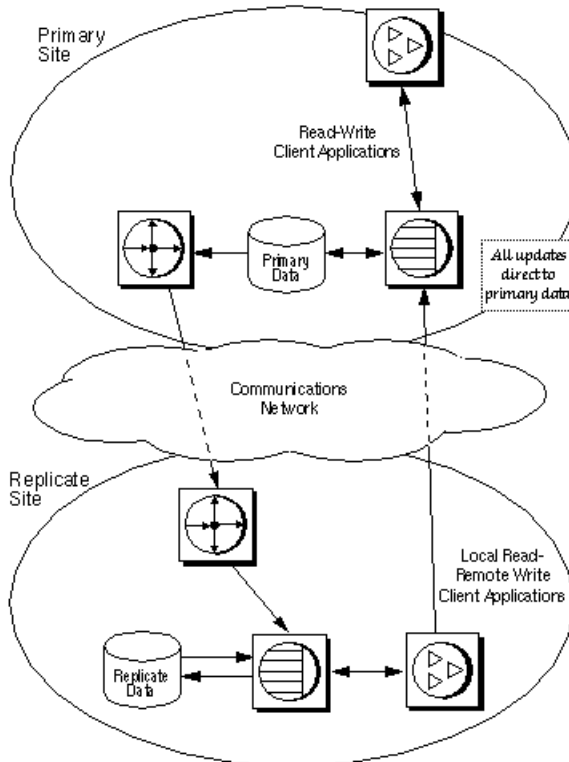 Primary
Site
Read-Write
Client Applications
Primary
Data
All updates
direct to
primary data
Communications
Network
Replicate
Site
Local Read-
Remote Write
Client Applications
Replicate
Data